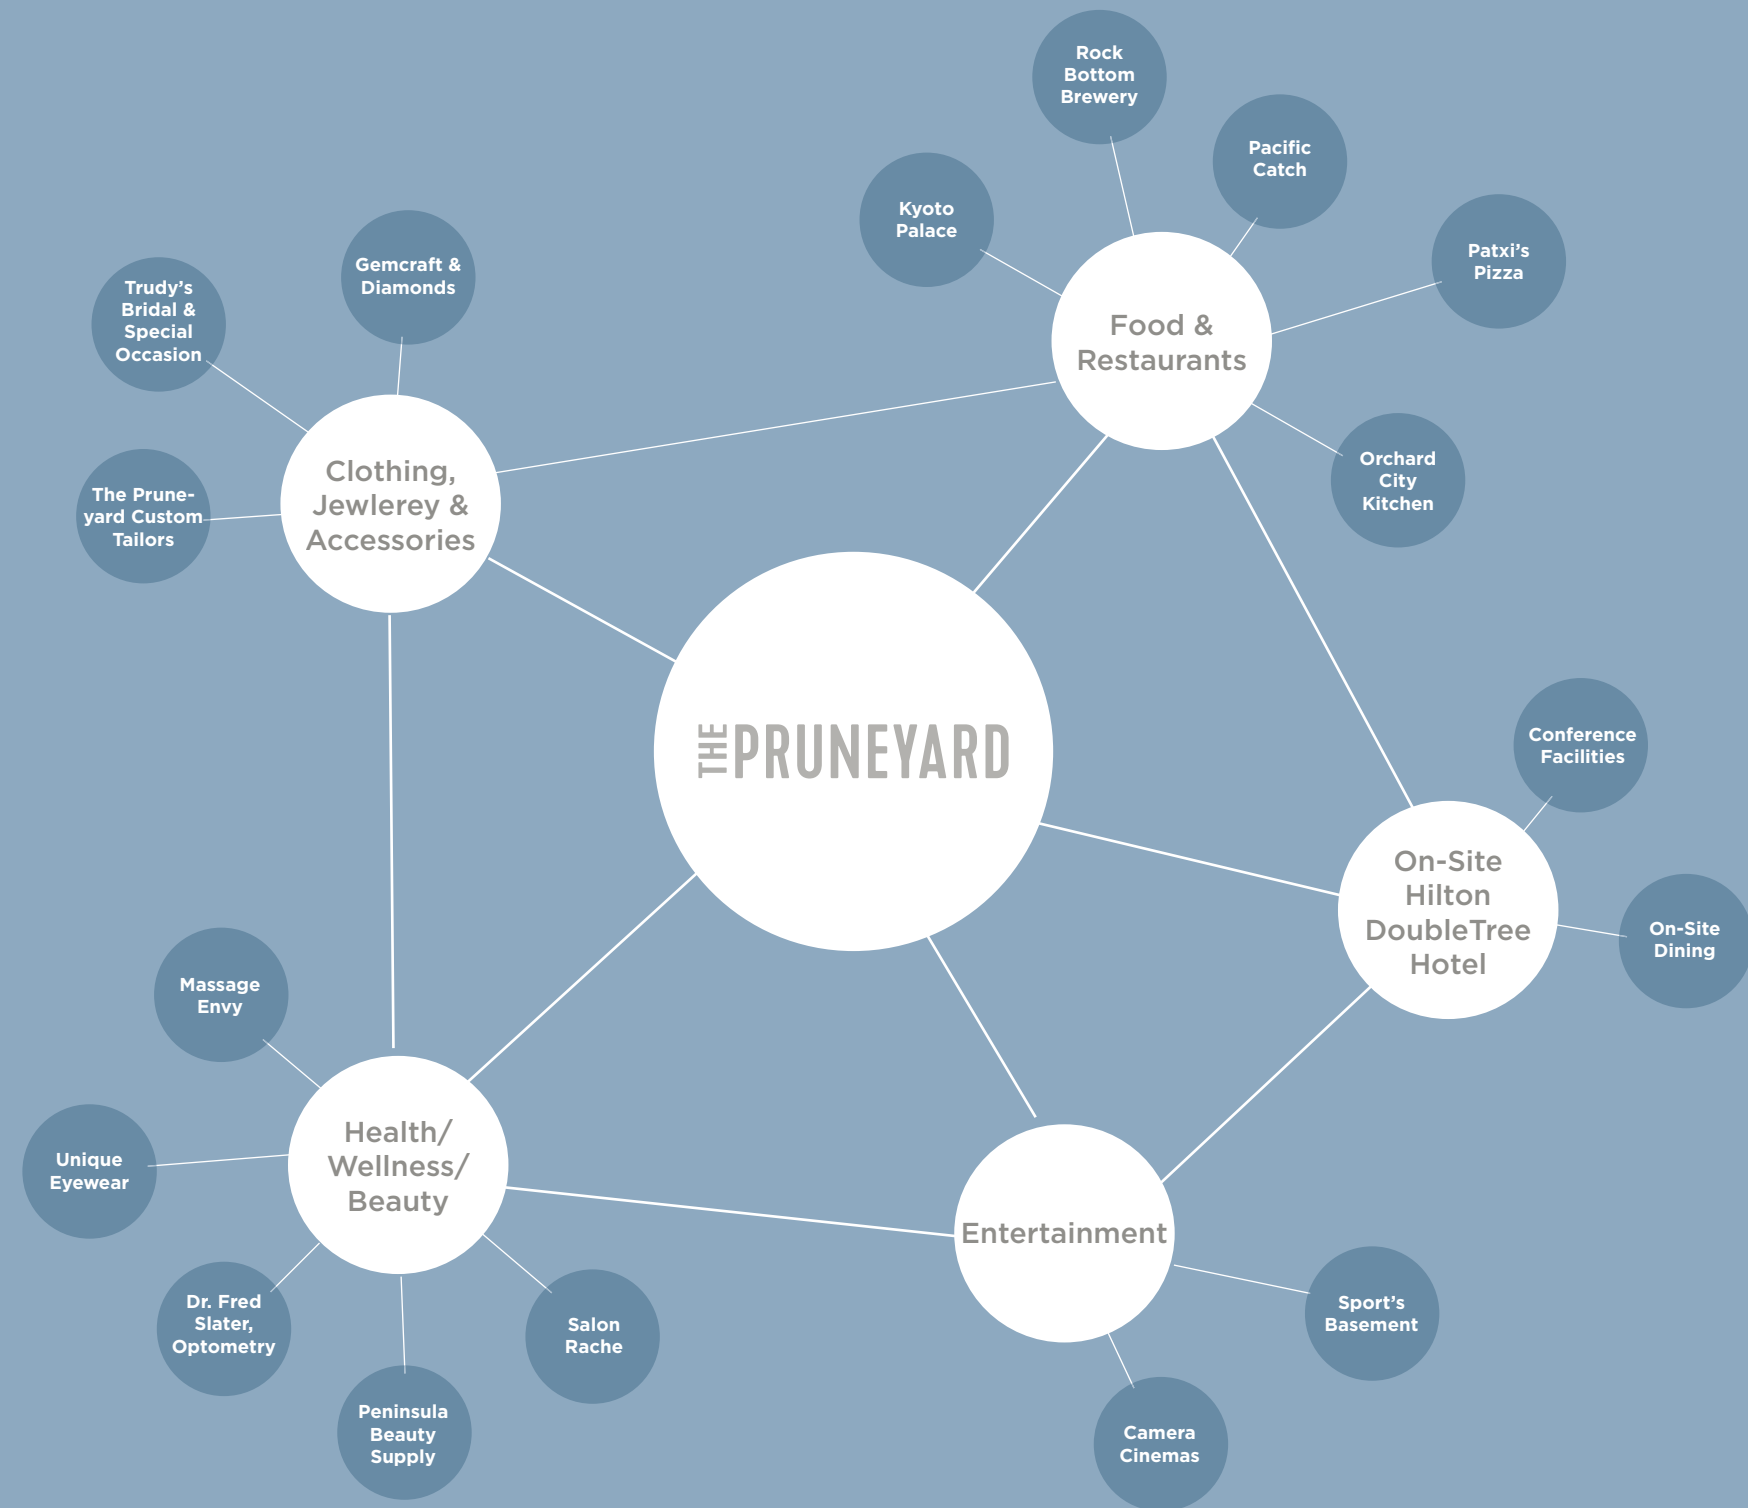 Rock
Bottom
Brewery
Pacific
Catch
Kyoto
Palace
Patxi's
Pizza
Food &
Restaurants
Orchard
City
Kitchen
Gemcraft &
Diamonds
Trudy's
Bridal &
Special
Occasion
The Prune-
yard Custom
Tailors
Clothing,
Jewlerey &
Accessories
THE PRUNEYARD
Conference
Facilities
On-Site
Hilton
DoubleTree
Hotel
On-Site
Dining
Massage
Envy
Unique
Eyewear
Health/
Wellness/
Beauty
Dr. Fred
Slater,
Optometry
Peninsula
Beauty
Supply
Salon
Rache
Entertainment
Sport's
Basement
Camera
Cinemas